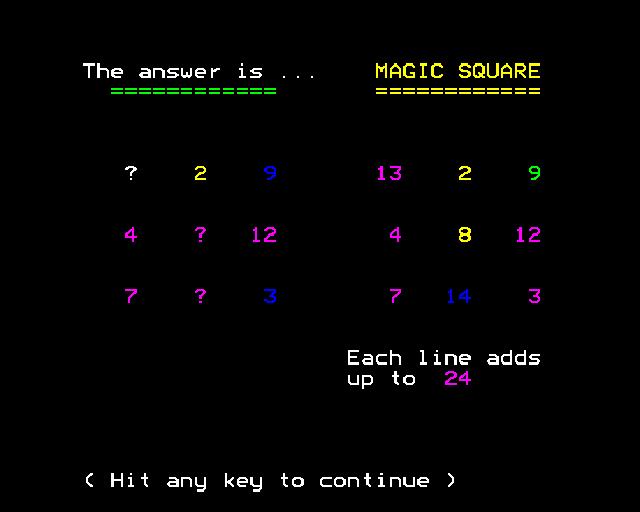 The answer is ... MAGIC SQUARE
============ ============
? 2 9 13 2 9
4 ? 12 4 8 12
7 ? 3 7 14 3
Each line adds
up to 24
( Hit any key to continue )